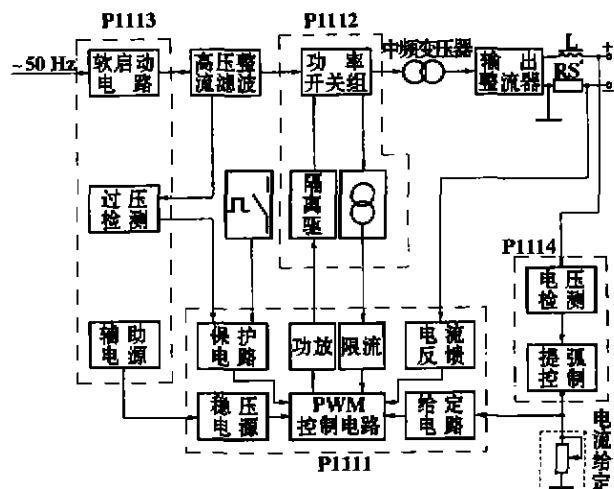 P1113
P1112
~50 Hz
软启动
电 路
高压整
流滤波
功 率
开关组
中频变压器
输 出
整流器
L
+
RS
−
过 压
检 测
隔
离
驱
P1114
电 压
检 测
辅 助
电 源
保 护
电 路
功放
限流
电 流
反 馈
提 弧
控 制
稳 压
电 源
PWM
控制电路
给 定
电 路
P1111
电
流
给
定